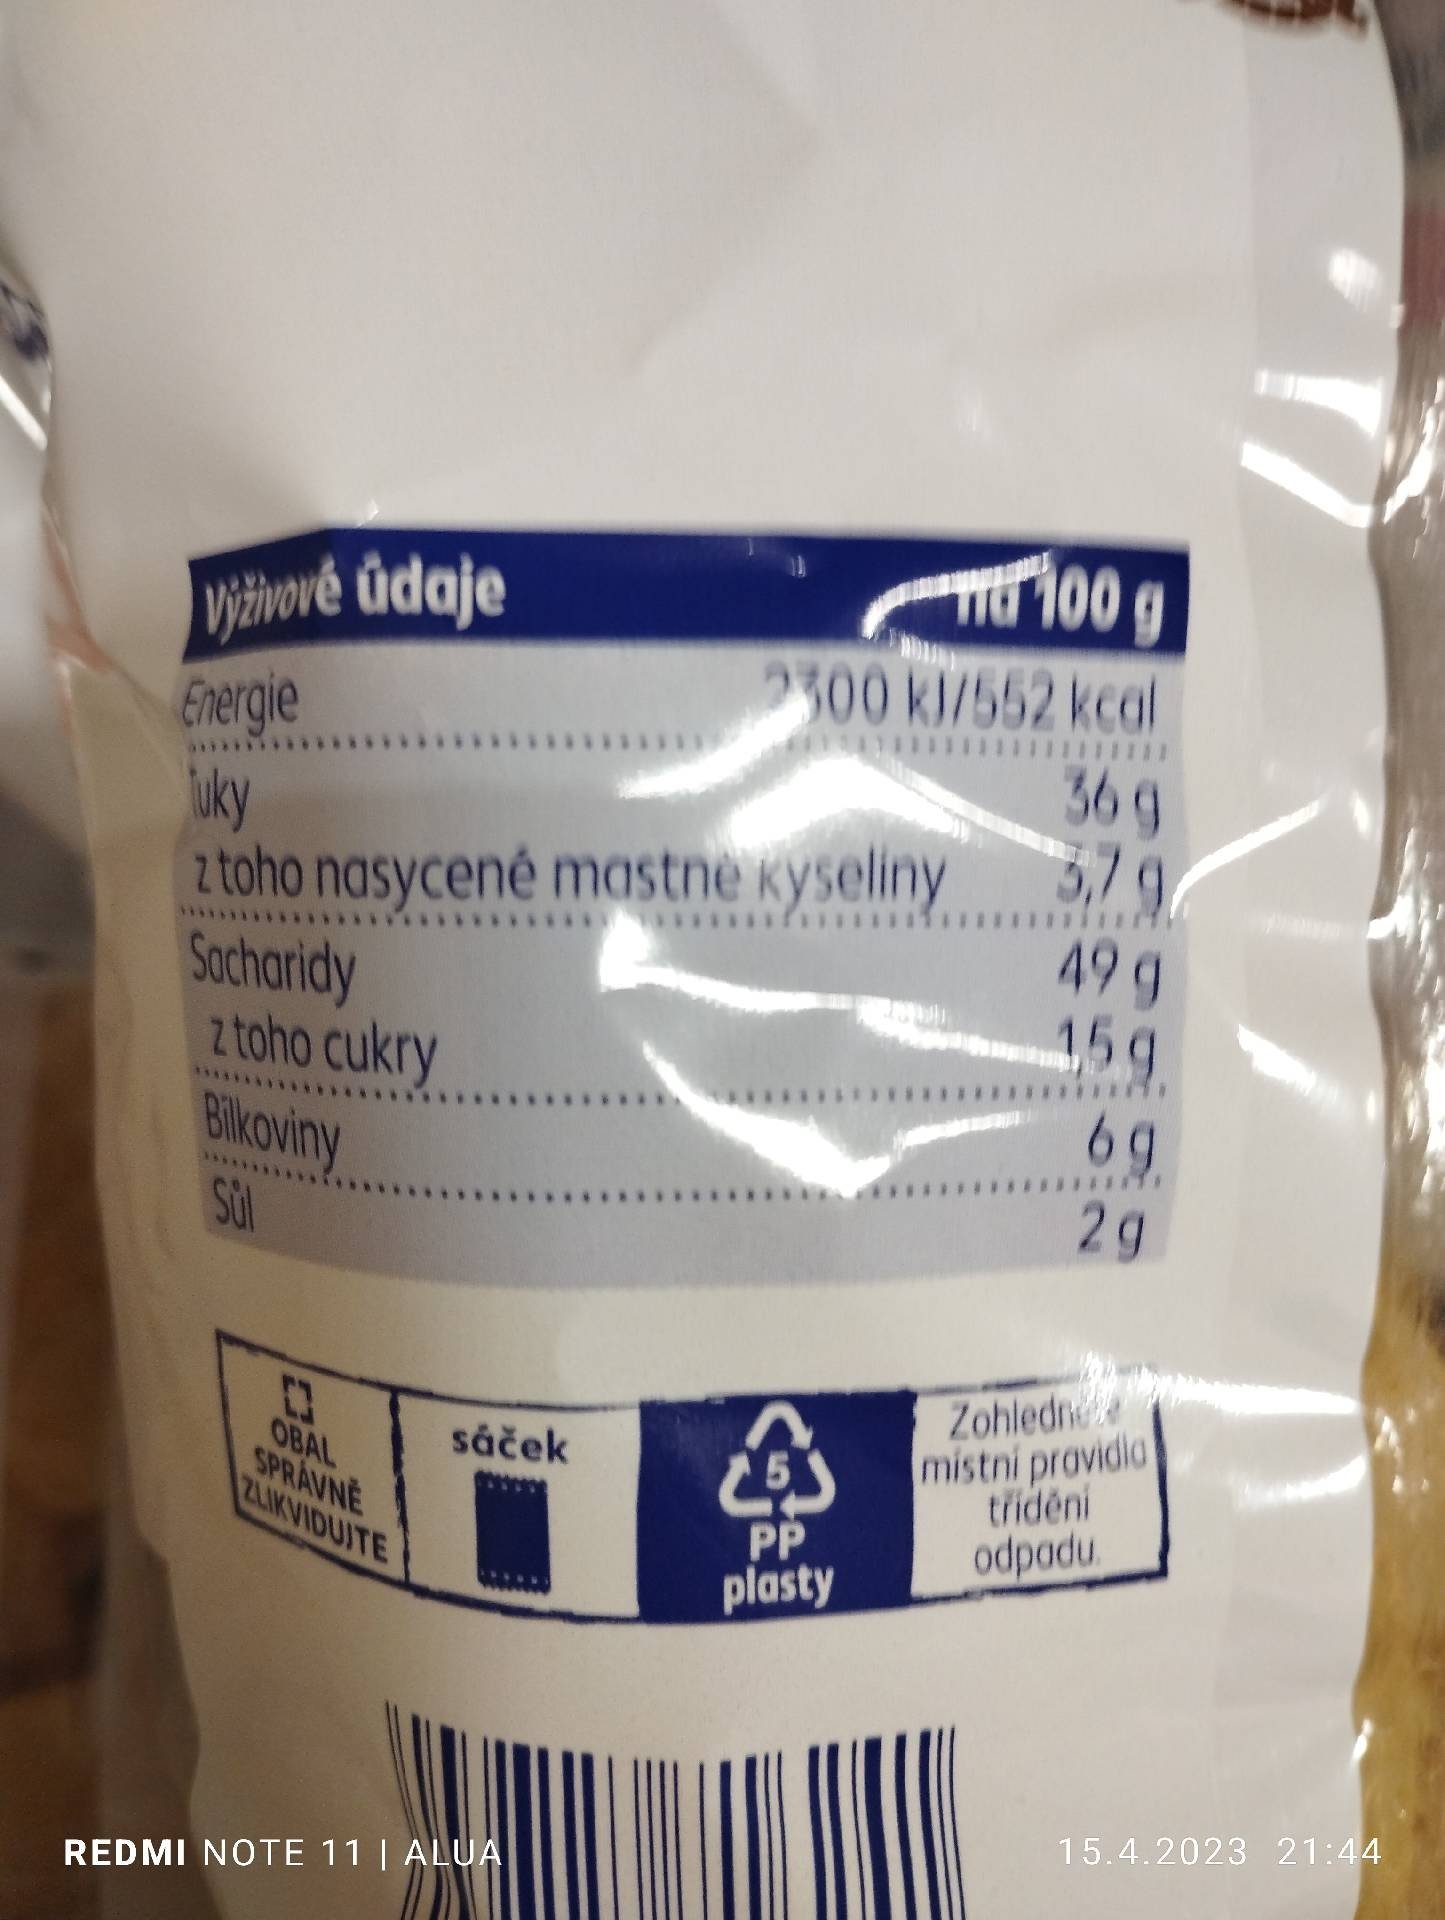 Výživové údaje na 100 g
Energie 2300 kJ/552 kcal
Tuky 36 g
z toho nasycené mastné kyseliny 3,7 g
Sacharidy 49 g
z toho cukry 1,5 g
Bílkoviny 6 g
Sůl 2 g
OBAL
SPRÁVNĚ
ZLIKVIDUJTE
sáček
5
PP
plasty
Zohledněte
místní pravidla
třídění
odpadu.
REDMI NOTE 11 | ALUA 15.4.2023 21:44